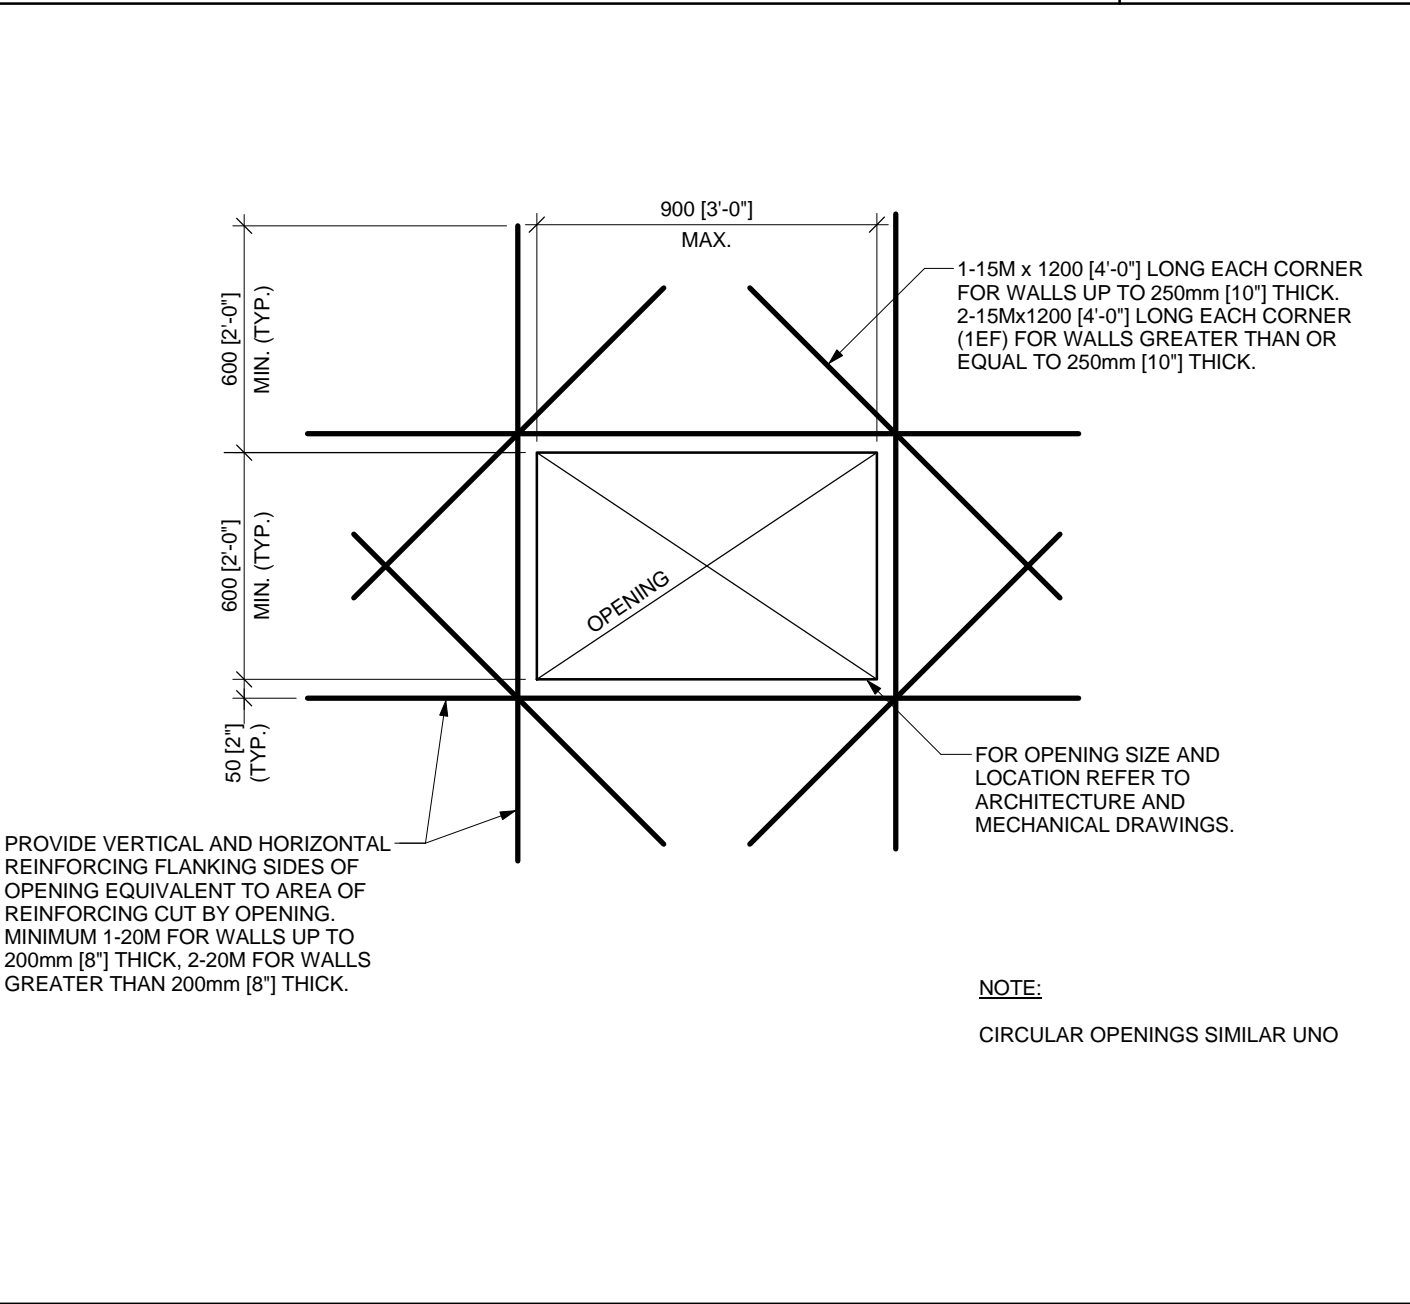 900 [3'-0"]
MAX.
600 [2'-0"]
MIN. (TYP.)
1-15M x 1200 [4'-0"] LONG EACH CORNER
FOR WALLS UP TO 250mm [10"] THICK.
2-15Mx1200 [4'-0"] LONG EACH CORNER
(1EF) FOR WALLS GREATER THAN OR
EQUAL TO 250mm [10"] THICK.
600 [2'-0"]
MIN. (TYP.)
OPENING
50 [2"]
(TYP.)
FOR OPENING SIZE AND
LOCATION REFER TO
ARCHITECTURE AND
MECHANICAL DRAWINGS.
PROVIDE VERTICAL AND HORIZONTAL
REINFORCING FLANKING SIDES OF
OPENING EQUIVALENT TO AREA OF
REINFORCING CUT BY OPENING.
MINIMUM 1-20M FOR WALLS UP TO
200mm [8"] THICK, 2-20M FOR WALLS
GREATER THAN 200mm [8"] THICK.
NOTE:
CIRCULAR OPENINGS SIMILAR UNO